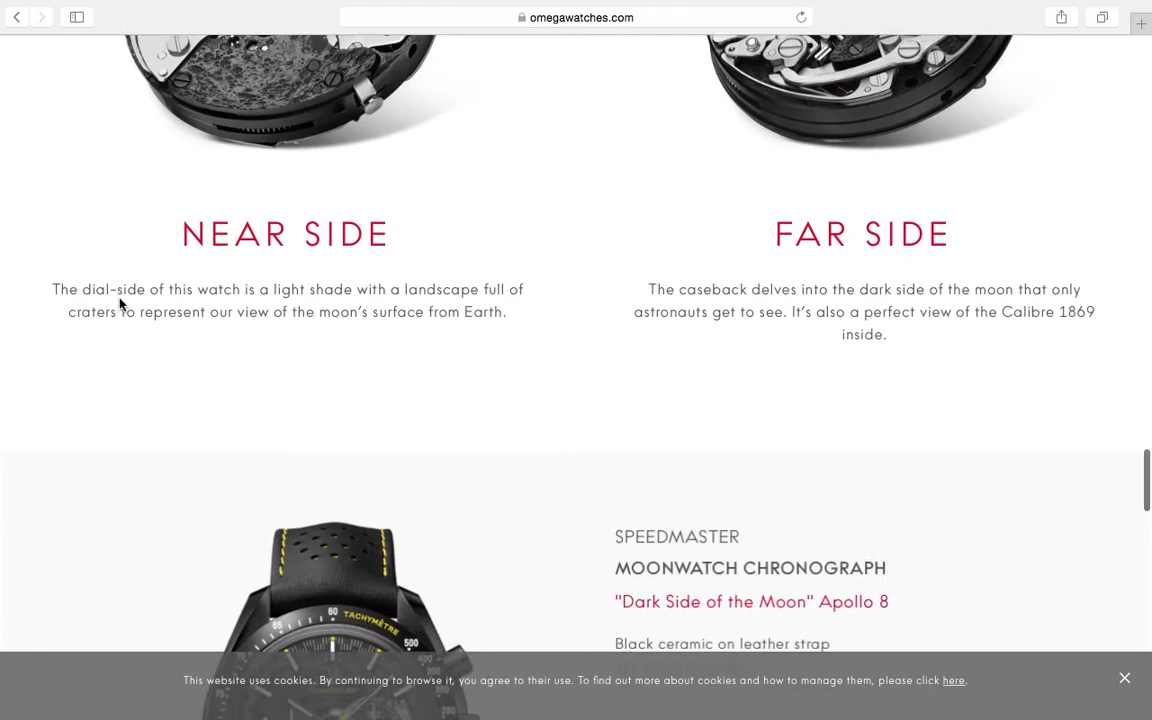 omegawatches.com
NEAR SIDE
The dial-side of this watch is a light shade with a landscape full of
craters to represent our view of the moon's surface from Earth.
FAR SIDE
The caseback delves into the dark side of the moon that only
astronauts get to see. It's also a perfect view of the Calibre 1869
inside.
60
65
TACHYMÈTRE
500
400
SPEEDMASTER
MOONWATCH CHRONOGRAPH
"Dark Side of the Moon" Apollo 8
Black ceramic on leather strap
This website uses cookies. By continuing to browse it, you agree to their use. To find out more about cookies and how to manage them, please click here.